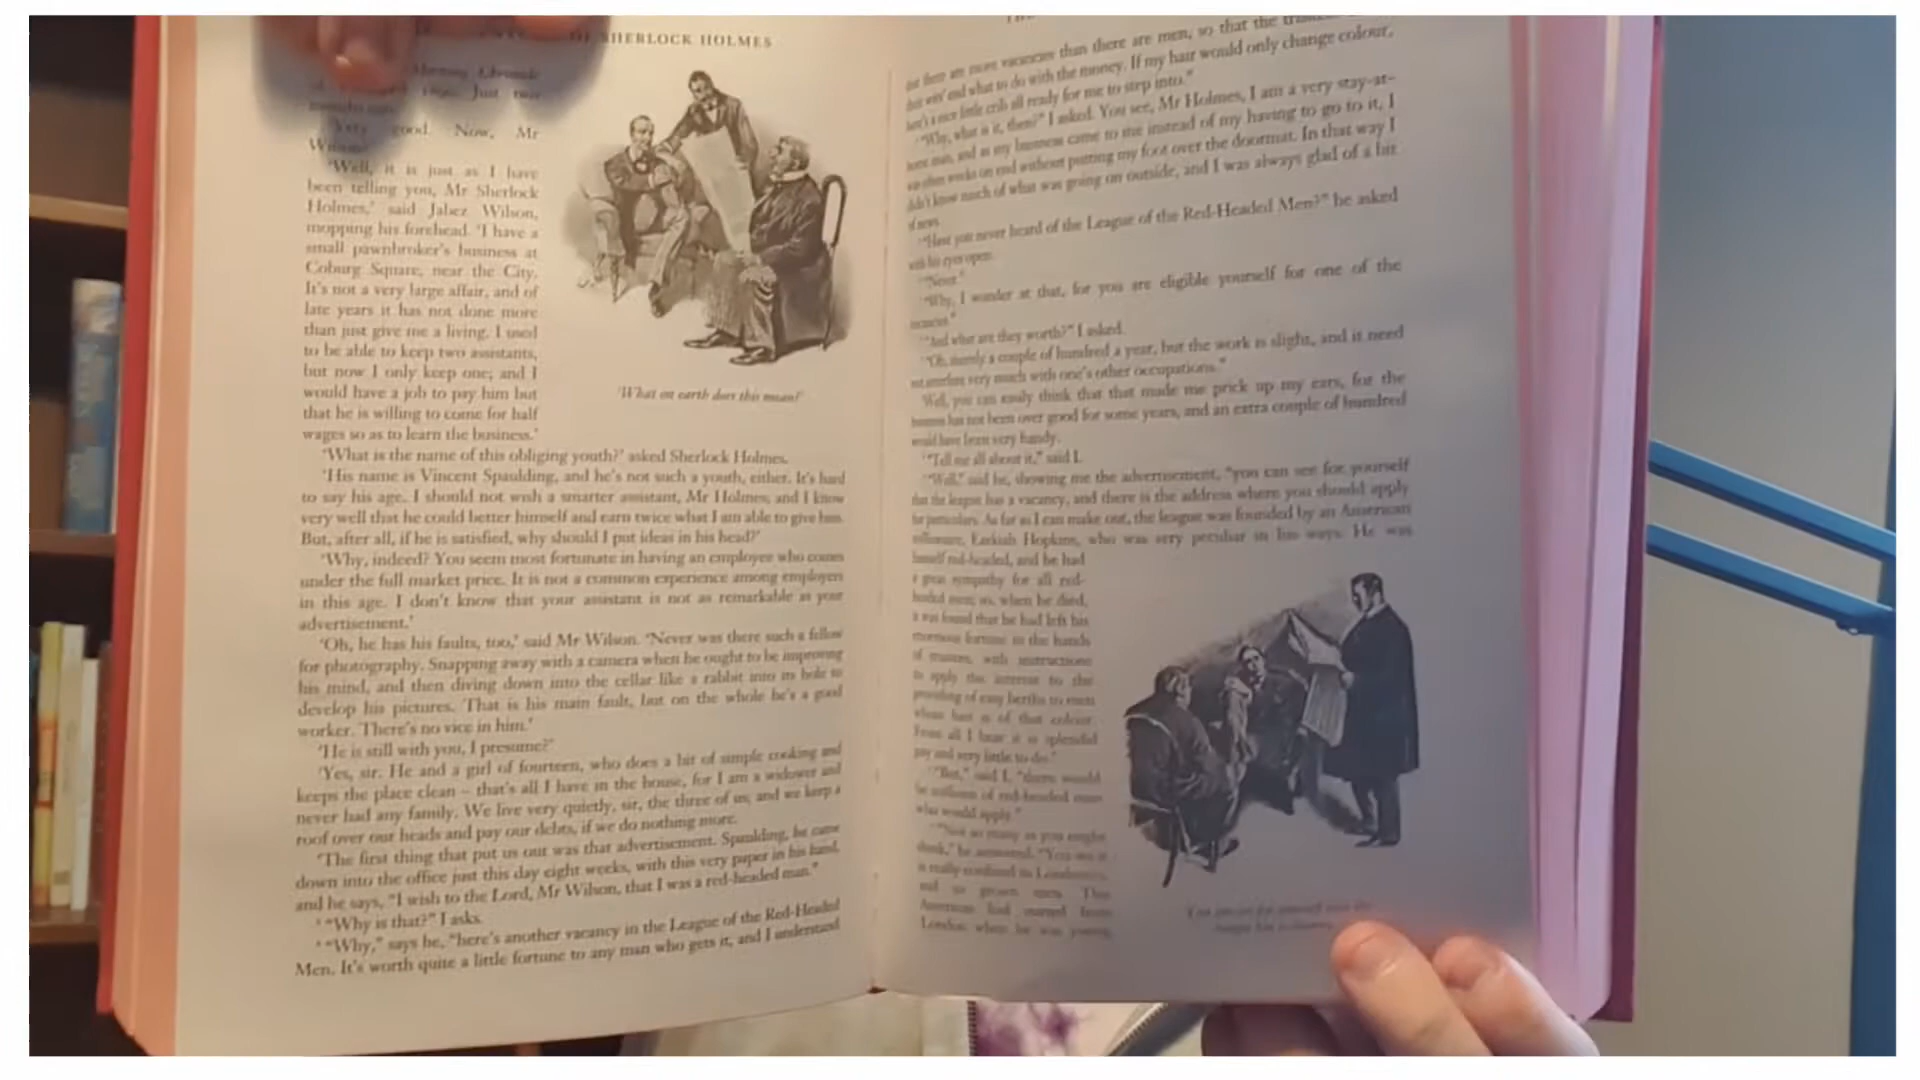 SHERLOCK HOLMES
Morning Chronicle
Just two
good. Now, Mr
'Well, it is just as I have
been telling you, Mr Sherlock
Holmes,' said Jabez Wilson,
mopping his forehead. 'I have a
small pawnbroker's business at
Coburg Square, near the City.
It's not a very large affair, and of
late years it has not done more
than just give me a living. I used
to be able to keep two assistants,
but now I only keep one; and I
would have a job to pay him but
that he is willing to come for half
wages so as to learn the business.'
'What on earth does this mean?'
'What is the name of this obliging youth?' asked Sherlock Holmes.
'His name is Vincent Spaulding, and he's not such a youth, either. It's hard
to say his age. I should not wish a smarter assistant, Mr Holmes; and I know
very well that he could better himself and earn twice what I am able to give him.
But, after all, if he is satisfied, why should I put ideas in his head?'
'Why, indeed? You seem most fortunate in having an employee who comes
under the full market price. It is not a common experience among employers
in this age. I don't know that your assistant is not as remarkable as your
advertisement.'
'Oh, he has his faults, too,' said Mr Wilson. 'Never was there such a fellow
for photography. Snapping away with a camera when he ought to be improving
his mind, and then diving down into the cellar like a rabbit into its hole to
develop his pictures. That is his main fault, but on the whole he's a good
worker. There's no vice in him.'
'He is still with you, I presume?'
'Yes, sir. He and a girl of fourteen, who does a bit of simple cooking and
keeps the place clean – that's all I have in the house, for I am a widower and
never had any family. We live very quietly, sir, the three of us; and we keep a
roof over our heads and pay our debts, if we do nothing more.
'The first thing that put us out was that advertisement. Spaulding, he came
down into the office just this day eight weeks, with this very paper in his hand,
and he says, "I wish to the Lord, Mr Wilson, that I was a red-headed man."
' "Why is that?" I asks.
' "Why," says he, "here's another vacancy in the League of the Red-Headed
Men. It's worth quite a little fortune to any man who gets it, and I understand
there are more vacancies than there are men, so that the
end what to do with the money. If my hair would only change colour,
here's a nice little crib all ready for me to step into."
' "Why, what is it, then?" I asked. You see, Mr Holmes, I am a very stay-at-
home man, and as my business came to me instead of my having to go to it, I
was often weeks on end without putting my foot over the doormat. In that way I
didn't know much of what was going on outside, and I was always glad of a bit
of news.
' "Have you never heard of the League of the Red-Headed Men?" he asked
with his eyes open.
' "Never."
' "Why, I wonder at that, for you are eligible yourself for one of the
' "And what are they worth?" I asked.
' "Oh, merely a couple of hundred a year, but the work is slight, and it need
not interfere very much with one's other occupations."
'Well, you can easily think that that made me prick up my ears, for the
business has not been over good for some years, and an extra couple of hundred
would have been very handy.
' "Tell me all about it," said I.
' "Well," said he, showing me the advertisement, "you can see for yourself
that the league has a vacancy, and there is the address where you should apply
for particulars. As far as I can make out, the league was founded by an American
millionaire, Ezekiah Hopkins, who was very peculiar in his ways. He was
himself red-headed, and he had
a great sympathy for all red-
headed men; so, when he died,
it was found that he had left his
enormous fortune in the hands
of trustees, with instructions
to apply the interest to the
providing of easy berths to men
whose hair is of that colour.
From all I hear it is splendid
pay and very little to do."
' "But," said I, "there would
be millions of red-headed men
who would apply."
' "Not so many as you might
think," he answered. "You see it
is really confined to Londoners,
and to grown men. This
American had started from
London when he was young,